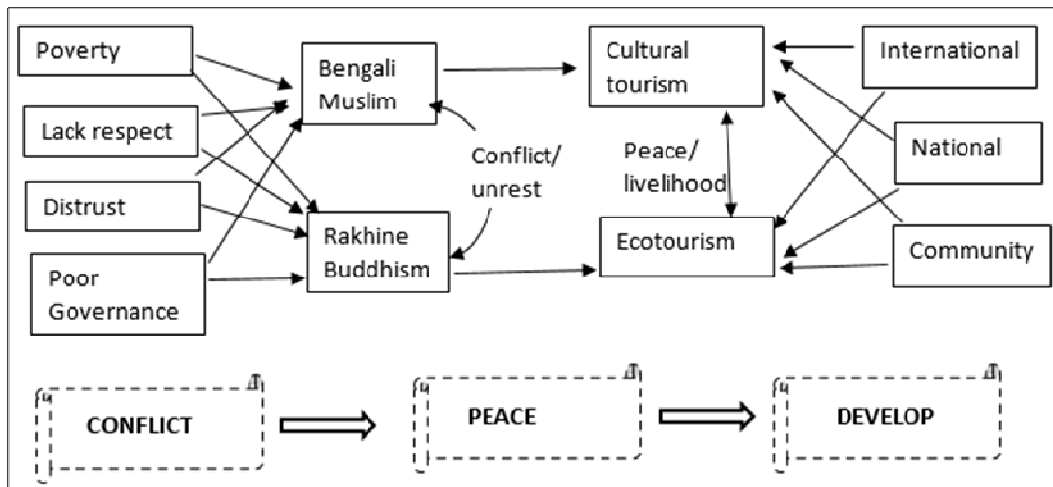 Poverty
Lack respect
Distrust
Poor
Governance
Bengali
Muslim
Conflict/
unrest
Rakhine
Buddhism
Cultural
tourism
Peace/
livelihood
Ecotourism
International
National
Community
CONFLICT
PEACE
DEVELOP